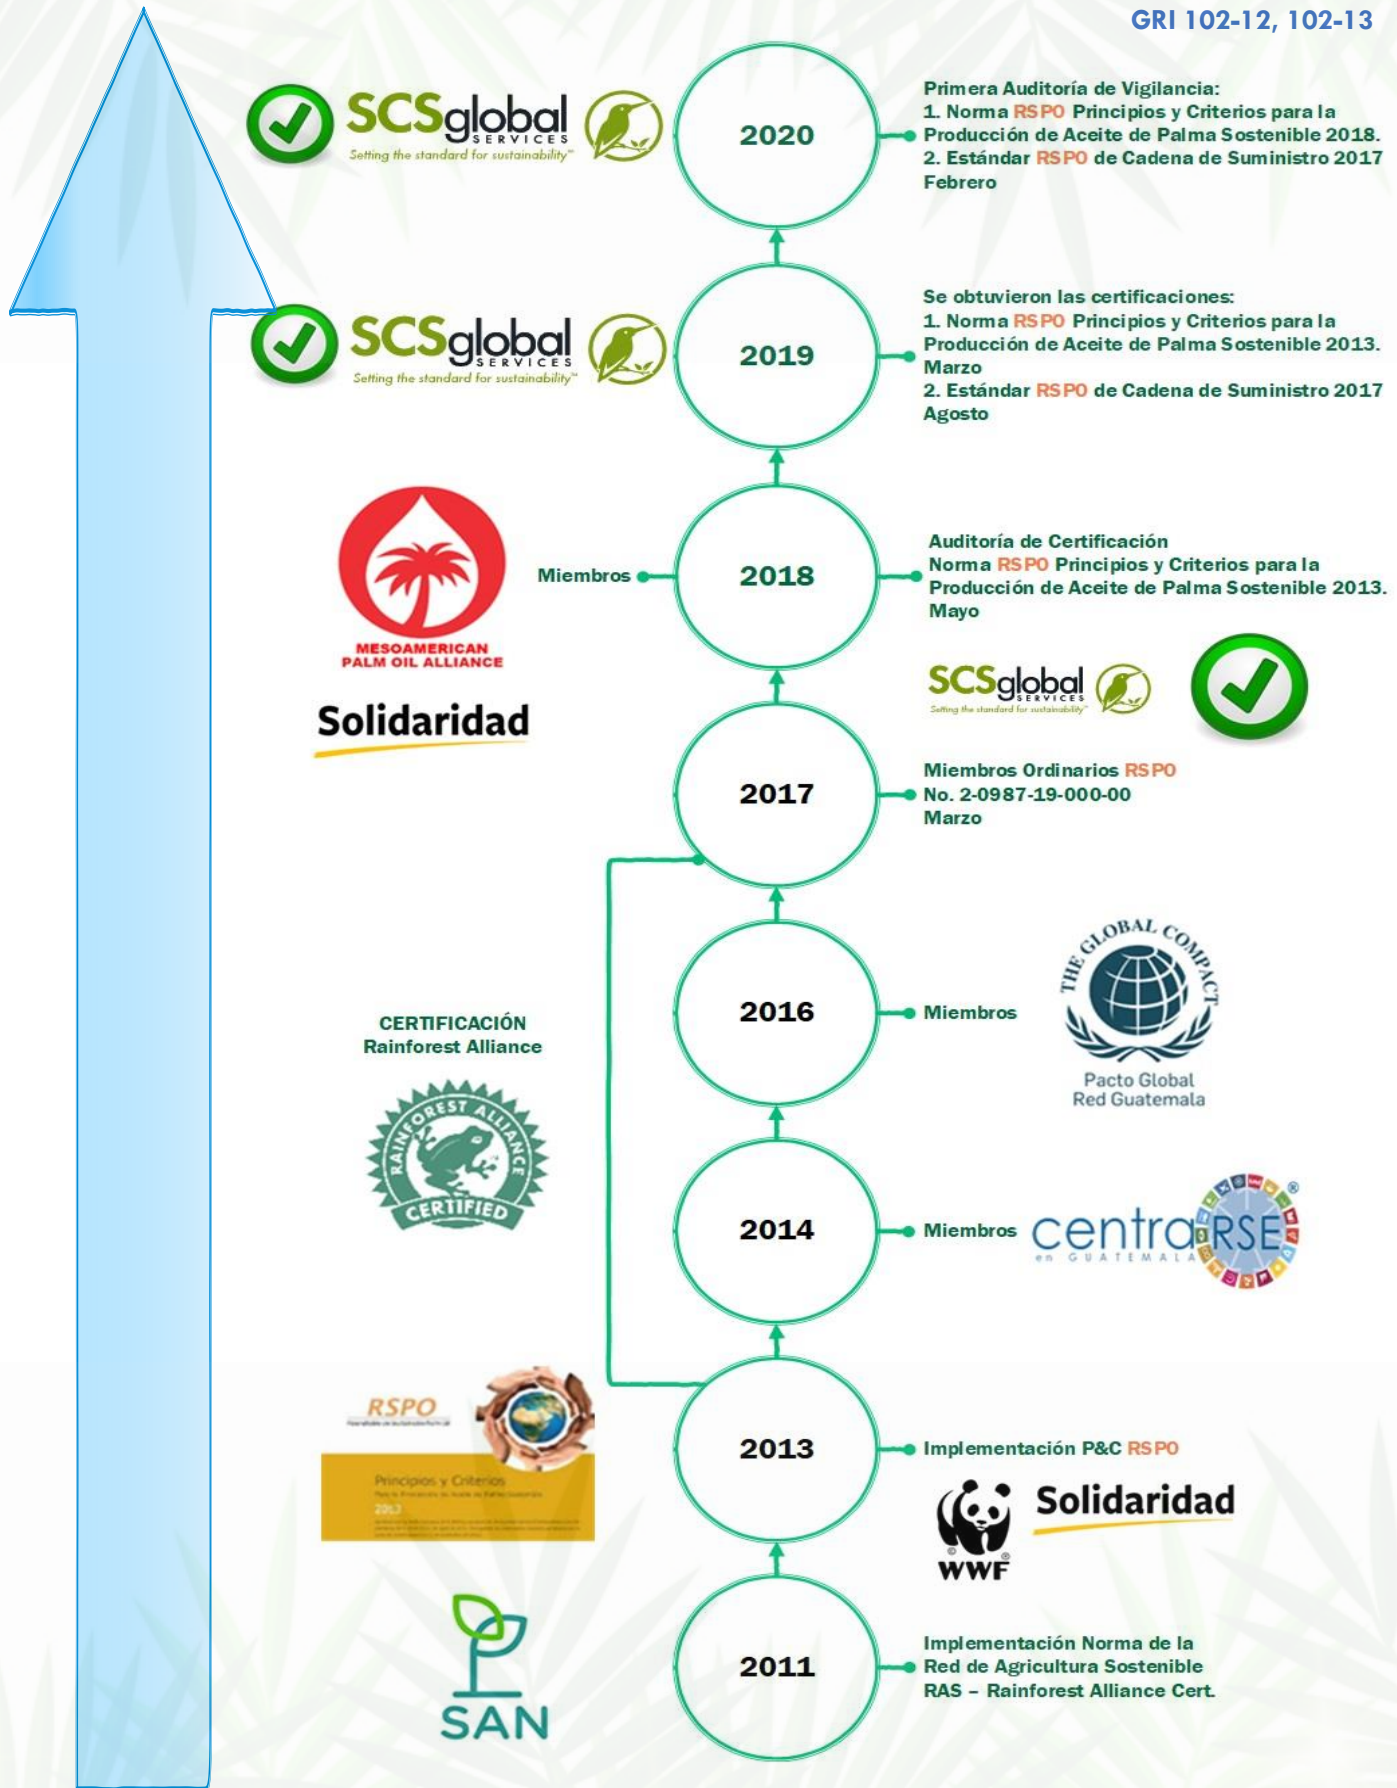 GRI 102-12, 102-13
SCSglobal
SERVICES
Setting the standard for sustainability™
2020
Primera Auditoría de Vigilancia:
1. Norma RSPO Principios y Criterios para la
Producción de Aceite de Palma Sostenible 2018.
2. Estándar RSPO de Cadena de Suministro 2017
Febrero
SCSglobal
SERVICES
Setting the standard for sustainability™
2019
Se obtuvieron las certificaciones:
1. Norma RSPO Principios y Criterios para la
Producción de Aceite de Palma Sostenible 2013.
Marzo
2. Estándar RSPO de Cadena de Suministro 2017
Agosto
MESOAMERICAN
PALM OIL ALLIANCE
Solidaridad
Miembros
2018
Auditoría de Certificación
Norma RSPO Principios y Criterios para la
Producción de Aceite de Palma Sostenible 2013.
Mayo
SCSglobal
SERVICES
Setting the standard for sustainability™
2017
Miembros Ordinarios RSPO
No. 2-0987-19-000-00
Marzo
2016
Miembros
THE GLOBAL COMPACT
Pacto Global
Red Guatemala
CERTIFICACIÓN
Rainforest Alliance
RAINFOREST ALLIANCE
CERTIFIED
2014
Miembros
centraRSE®
en GUATEMALA
RSPO
Principios y Criterios
2013
2013
Implementación P&C RSPO
©
®
WWF
Solidaridad
SAN
2011
Implementación Norma de la
Red de Agricultura Sostenible
RAS – Rainforest Alliance Cert.